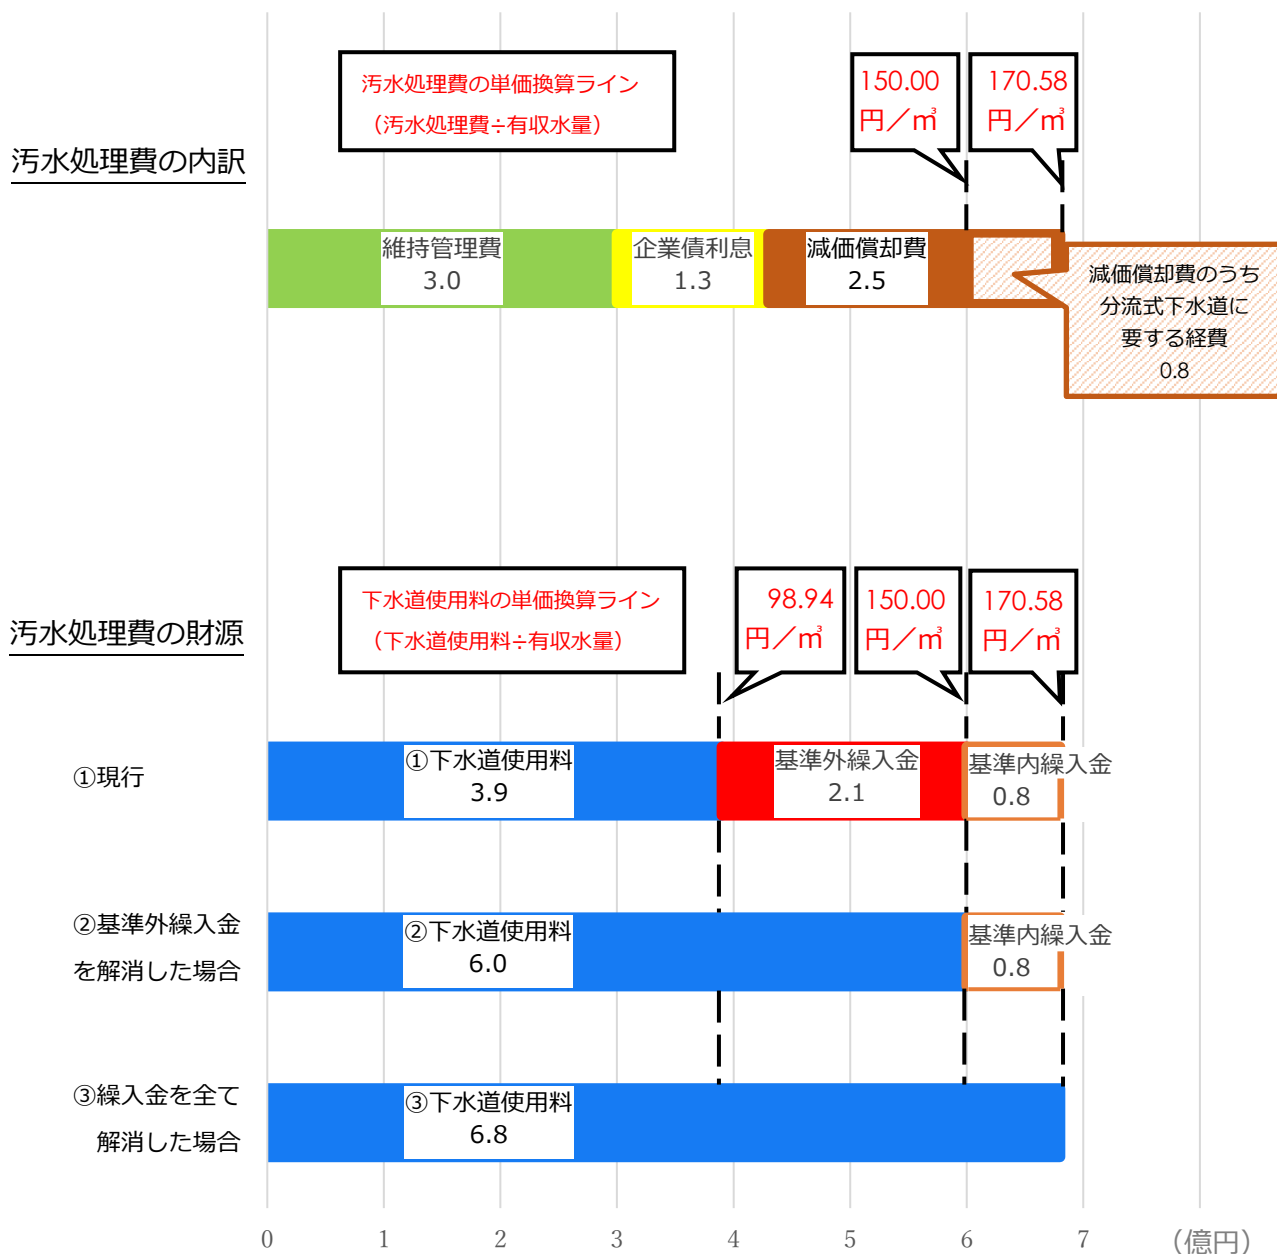 汚水処理費の単価換算ライン
（汚水処理費÷有収水量）
150.00
円／㎥
170.58
円／㎥
汚水処理費の内訳
維持管理費
3.0
企業債利息
1.3
減価償却費
2.5
減価償却費のうち
分流式下水道に
要する経費
0.8
下水道使用料の単価換算ライン
（下水道使用料÷有収水量）
98.94
円／㎥
150.00
円／㎥
170.58
円／㎥
汚水処理費の財源
①現行
①下水道使用料
3.9
基準外繰入金
2.1
基準内繰入金
0.8
②基準外繰入金
を解消した場合
②下水道使用料
6.0
基準内繰入金
0.8
③繰入金を全て
解消した場合
③下水道使用料
6.8
0 1 2 3 4 5 6 7 （億円）